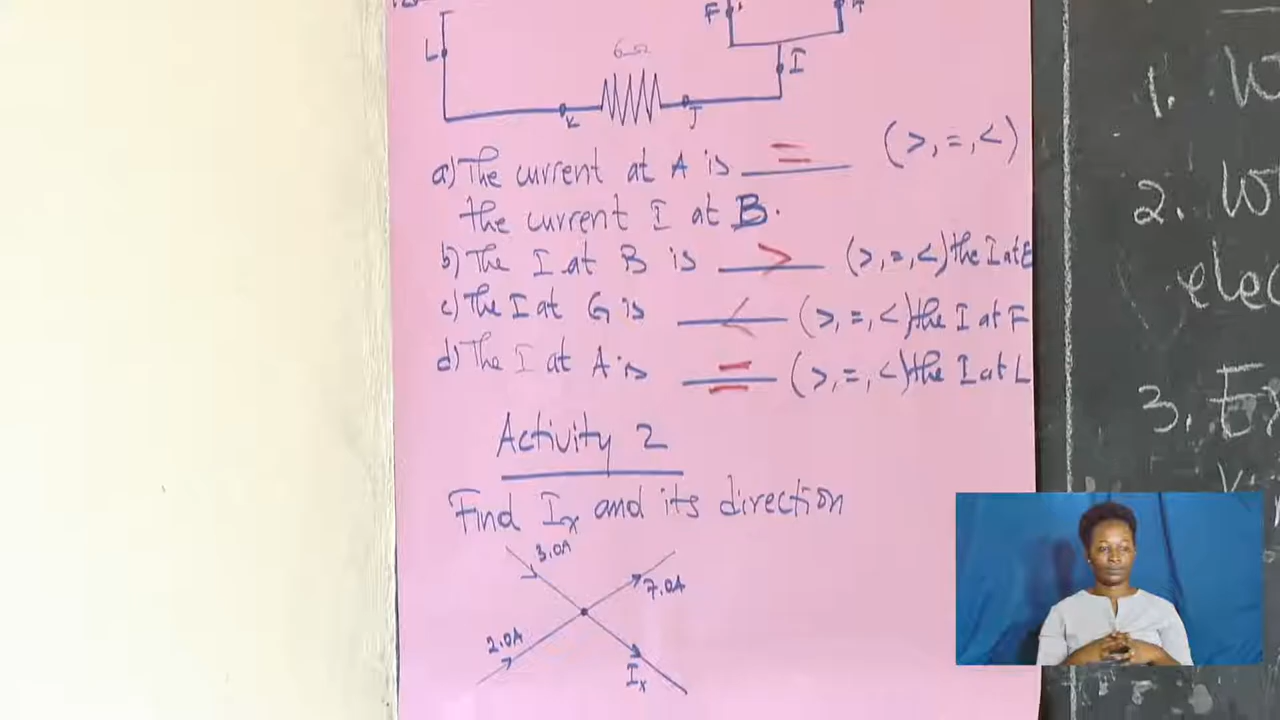 F
L
6Ω
I
K
J
a) The current at A is = (>, =, <)
the current I at B.
b) The I at B is > (>, =, <) the I at E
c) The I at G is < (>, =, <) the I at F
d) The I at A is = (>, =, <) the I at L
Activity 2
Find Ix and its direction
3.0A
7.0A
2.0A
Ix
1. W
2. W
elec
3. Ex